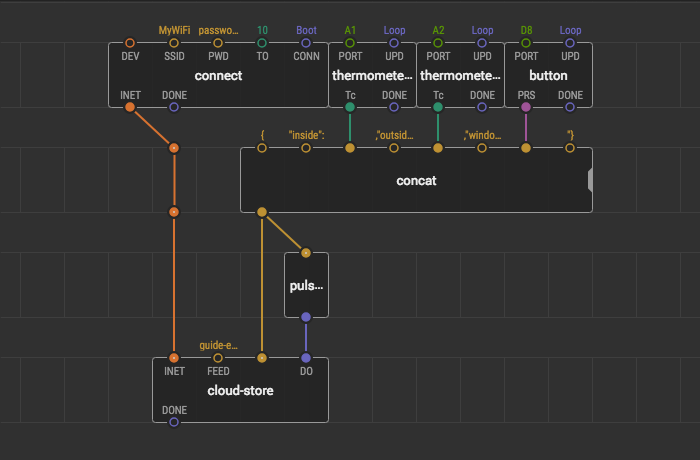 MyWiFi passwo... 10 Boot A1 Loop A2 Loop D8 Loop
DEV SSID PWD TO CONN PORT UPD PORT UPD PORT UPD
connect thermomete... thermomete... button
INET DONE Tc DONE Tc DONE PRS DONE
{ "inside": ,"outsid... ,"windo... "}
concat
puls...
guide-e...
INET FEED DO
cloud-store
DONE